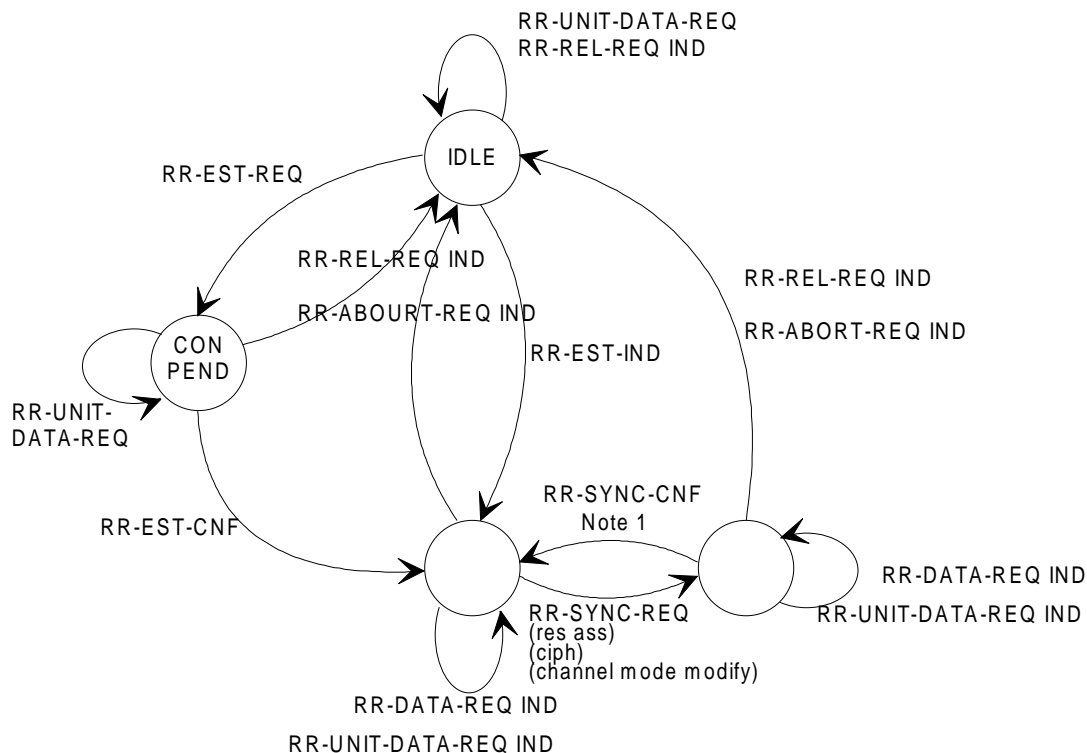 RR-UNIT-DATA-REQ
RR-REL-REQ IND
IDLE
RR-EST-REQ
RR-REL-REQ IND
RR-ABOURT-REQ IND
RR-REL-REQ IND
RR-ABORT-REQ IND
CON
PEND
RR-EST-IND
RR-UNIT-
DATA-REQ
RR-EST-CNF
RR-SYNC-CNF
Note 1
RR-SYNC-REQ
(res ass)
(ciph)
(channel mode modify)
RR-DATA-REQ IND
RR-UNIT-DATA-REQ IND
RR-DATA-REQ IND
RR-UNIT-DATA-REQ IND